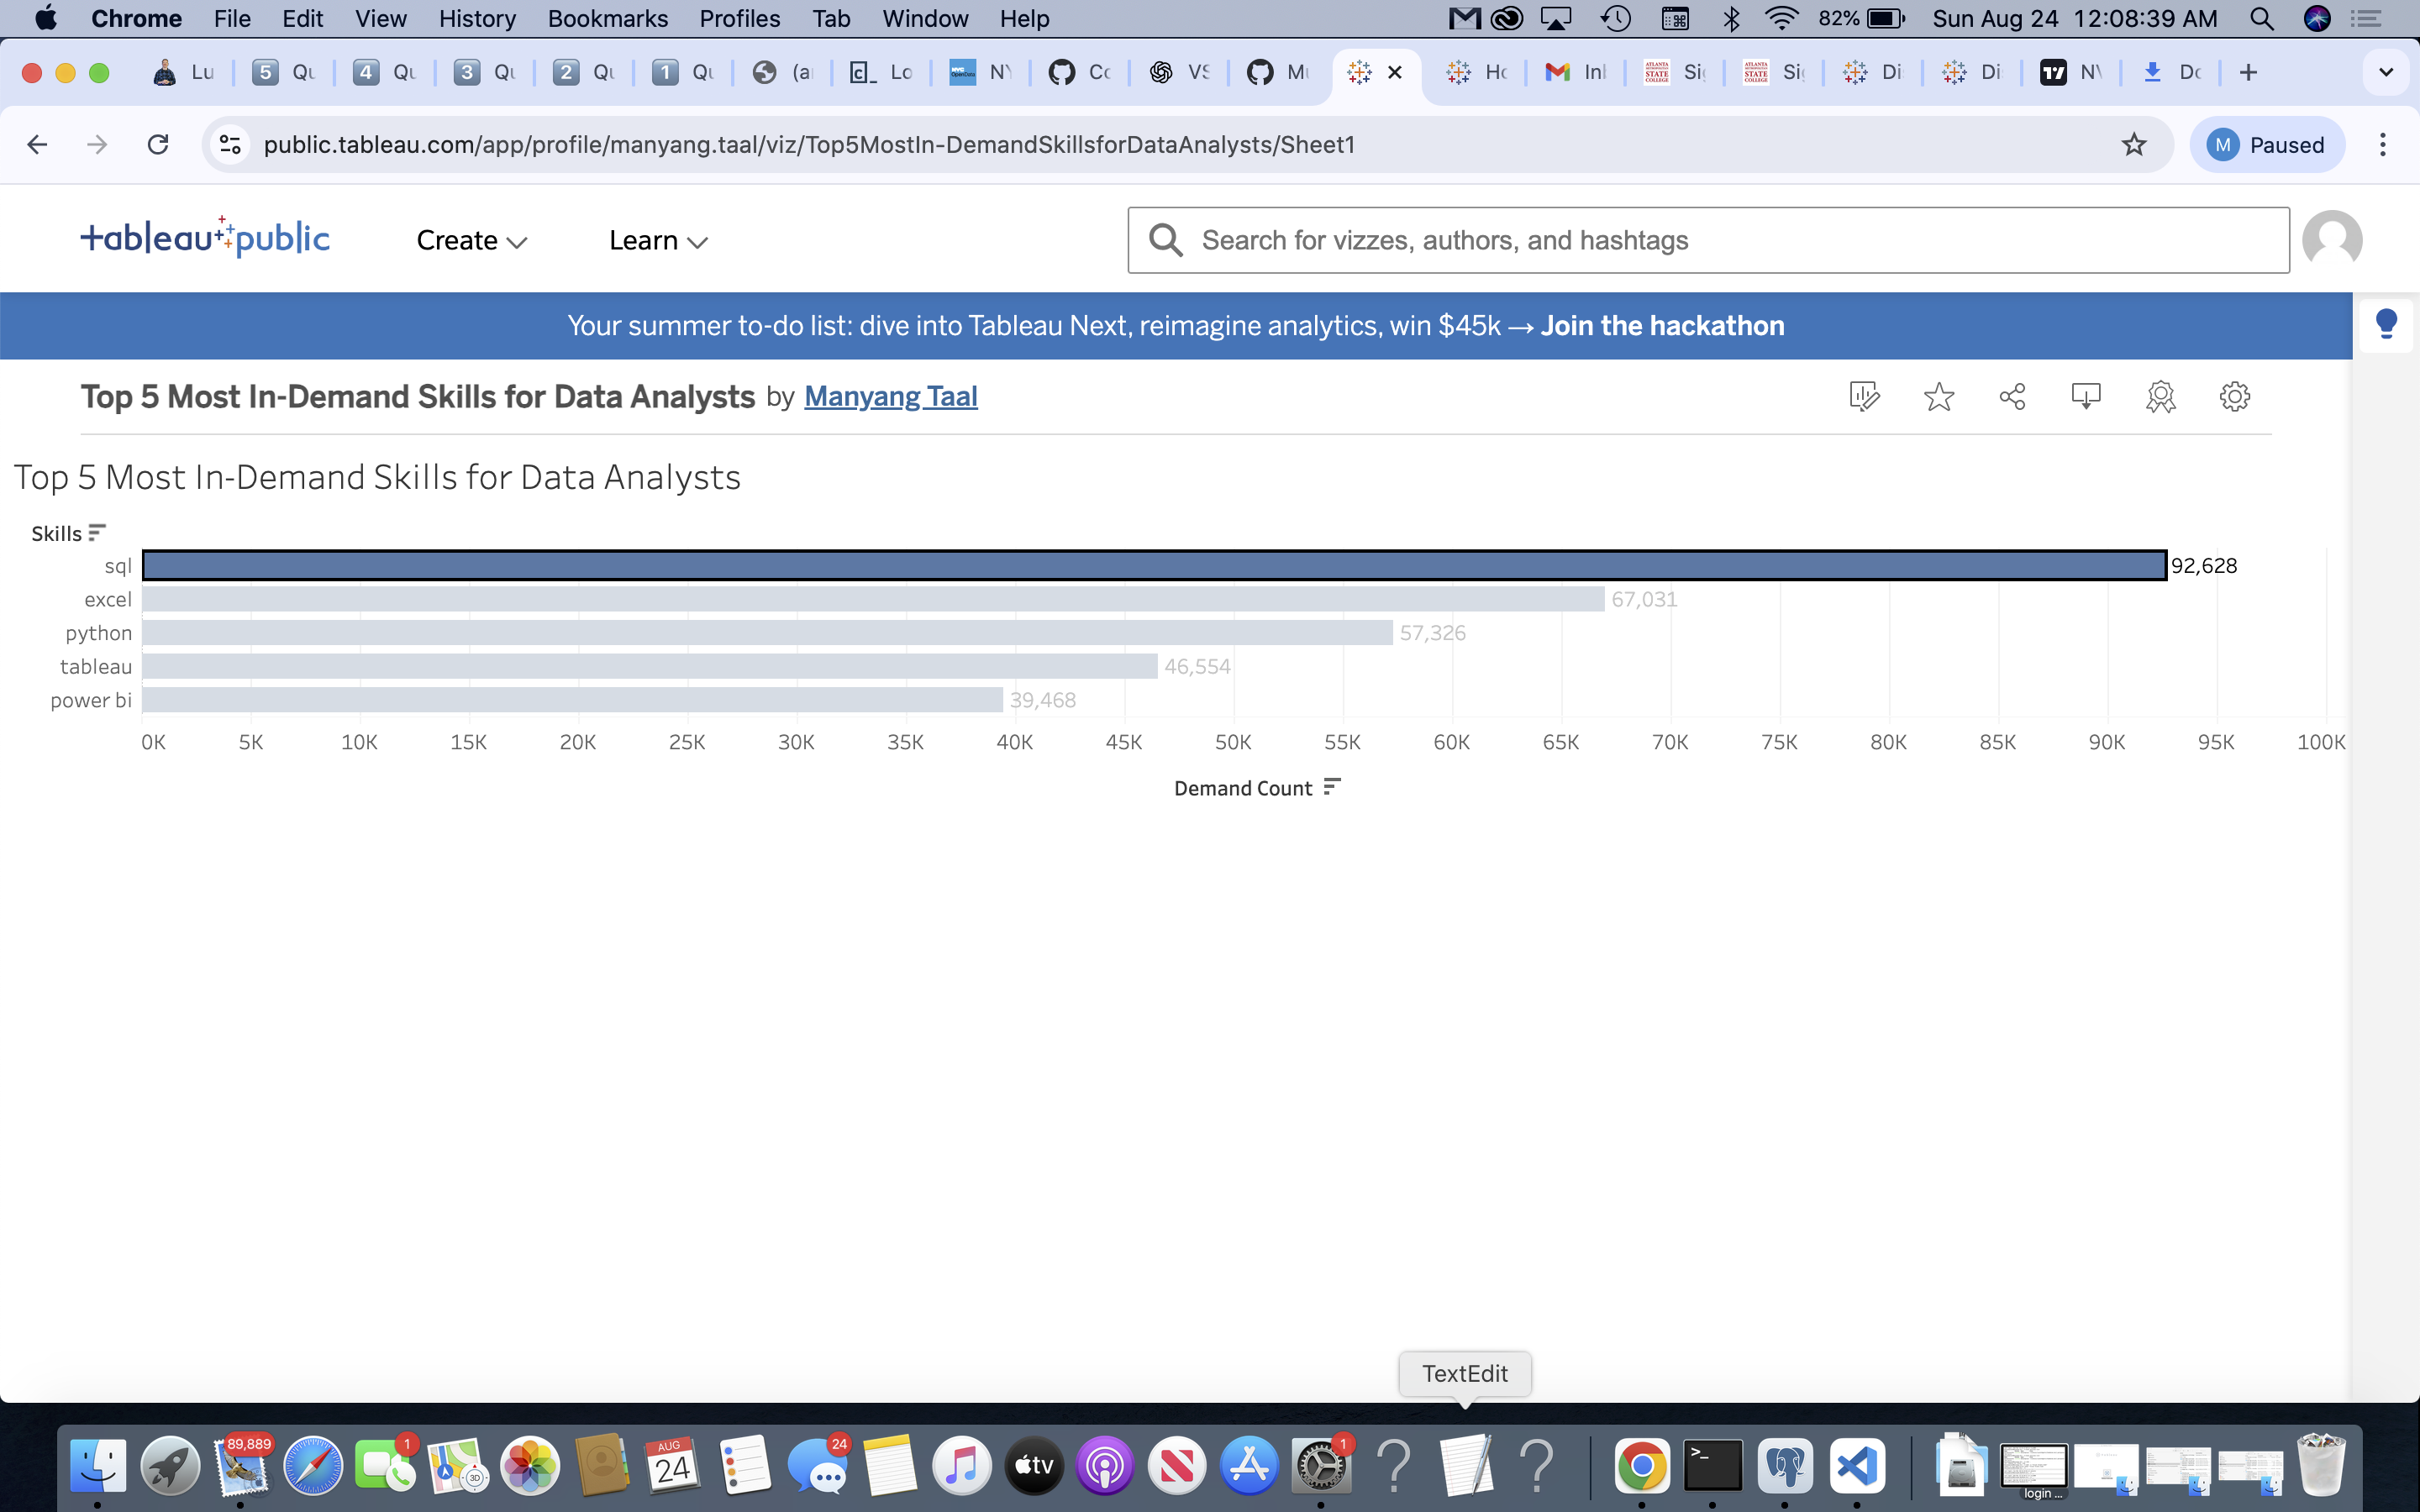 Chrome File Edit View History Bookmarks Profiles Tab Window Help 82% Sun Aug 24 12:08:39 AM
Lu 5 Qu 4 Qu 3 Qu 2 Qu 1 Qu (a Lo NY Co VS Mu Ho Inl Si Si Di Di NV Do
public.tableau.com/app/profile/manyang.taal/viz/Top5MostIn-DemandSkillsforDataAnalysts/Sheet1 M Paused
tableau public Create Learn Search for vizzes, authors, and hashtags
Your summer to-do list: dive into Tableau Next, reimagine analytics, win $45k → Join the hackathon
Top 5 Most In-Demand Skills for Data Analysts by Manyang Taal
Top 5 Most In-Demand Skills for Data Analysts
Skills
sql 92,628
excel 67,031
python 57,326
tableau 46,554
power bi 39,468
0K 5K 10K 15K 20K 25K 30K 35K 40K 45K 50K 55K 60K 65K 70K 75K 80K 85K 90K 95K 100K
Demand Count
TextEdit
89,889 1 3D AUG 24 24 tv 1 >_ login ...